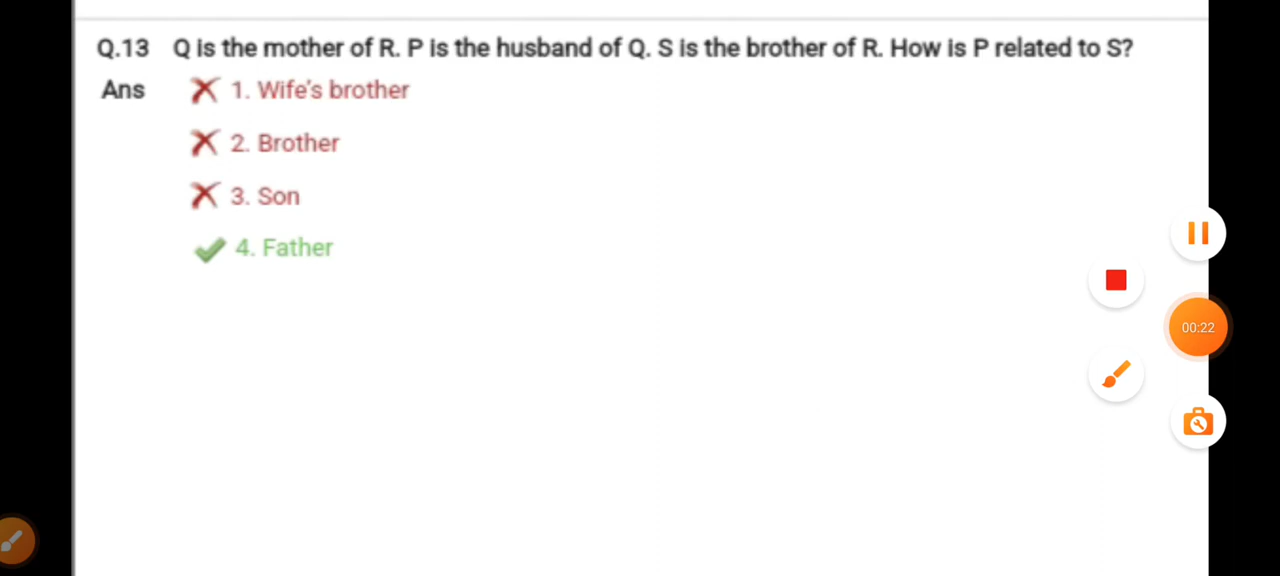 Q.13 Q is the mother of R. P is the husband of Q. S is the brother of R. How is P related to S?
Ans 1. Wife's brother
2. Brother
3. Son
4. Father
00:22